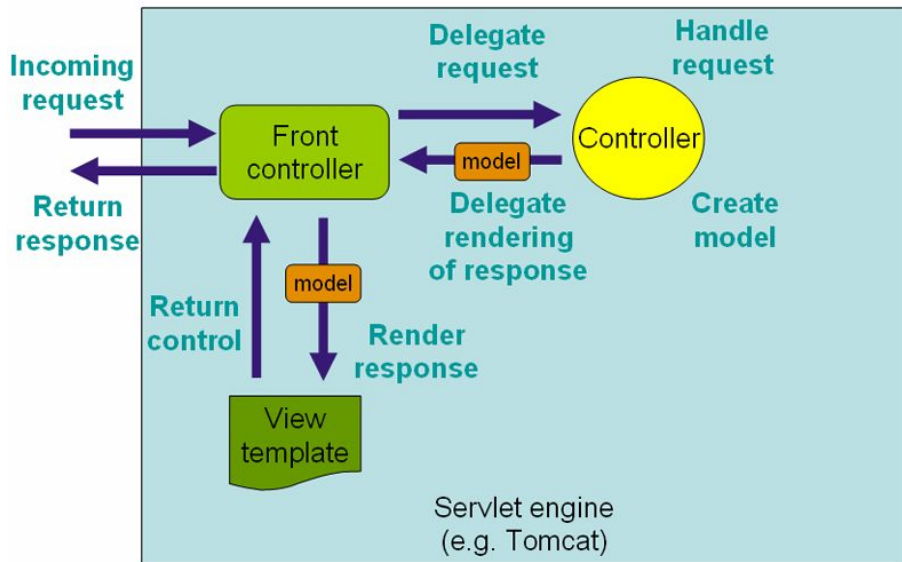 Incoming
request
Return
response
Front
controller
Delegate
request
Handle
request
Controller
model
Delegate
rendering
of response
Create
model
model
Return
control
Render
response
View
template
Servlet engine
(e.g. Tomcat)